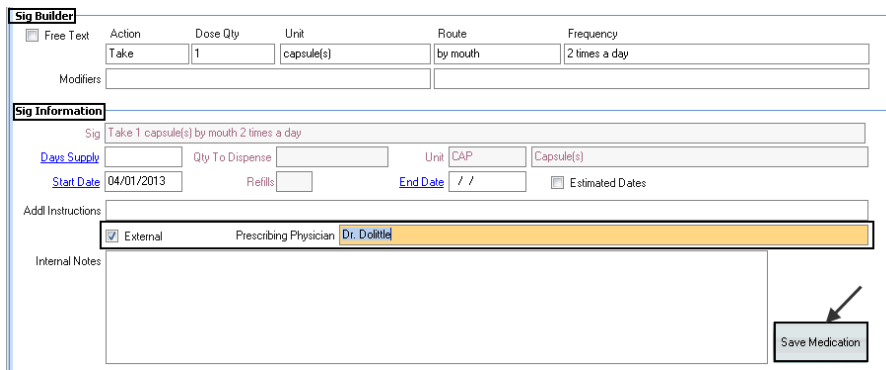 Sig Builder
Free Text Action Dose Qty Unit Route Frequency
Take 1 capsule(s) by mouth 2 times a day
Modifiers
Sig Information
Sig Take 1 capsule(s) by mouth 2 times a day
Days Supply Qty To Dispense Unit CAP Capsule(s)
Start Date 04/01/2013 Refills End Date / / Estimated Dates
Addl Instructions
External Prescribing Physician Dr. Dolittle
Internal Notes
Save Medication